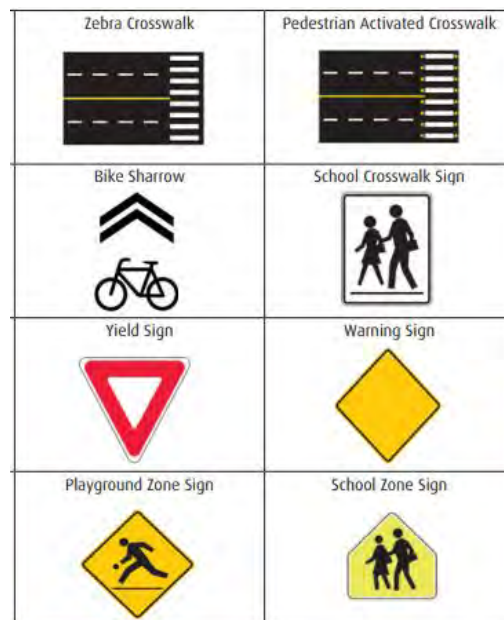 Zebra Crosswalk
Pedestrian Activated Crosswalk
Bike Sharrow
School Crosswalk Sign
Yield Sign
Warning Sign
Playground Zone Sign
School Zone Sign